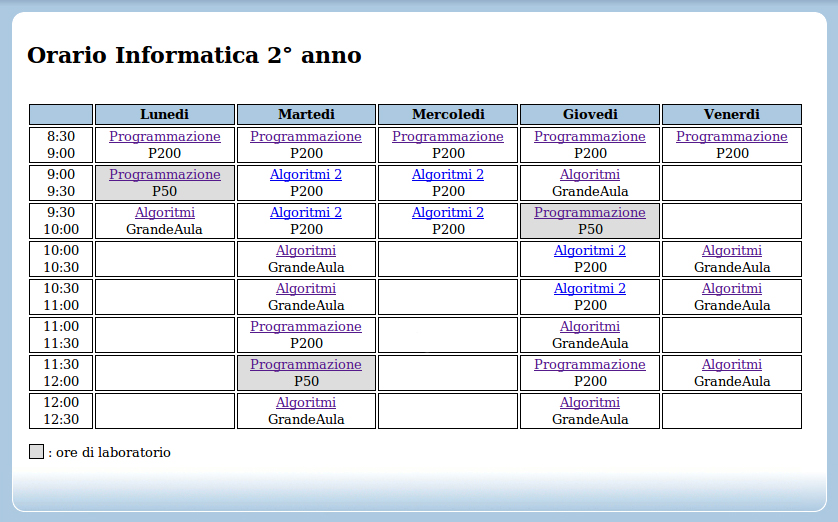 Orario Informatica 2° anno
Lunedi Martedi Mercoledi Giovedi Venerdi
8:30 Programmazione Programmazione Programmazione Programmazione Programmazione
9:00 P200 P200 P200 P200 P200
9:00 Programmazione Algoritmi 2 Algoritmi 2 Algoritmi
9:30 P50 P200 P200 GrandeAula
9:30 Algoritmi Algoritmi 2 Algoritmi 2 Programmazione
10:00 GrandeAula P200 P200 P50
10:00 Algoritmi Algoritmi 2 Algoritmi
10:30 GrandeAula P200 GrandeAula
10:30 Algoritmi Algoritmi 2 Algoritmi
11:00 GrandeAula P200 GrandeAula
11:00 Programmazione Algoritmi
11:30 P200 GrandeAula
11:30 Programmazione Programmazione Algoritmi
12:00 P50 P200 GrandeAula
12:00 Algoritmi Algoritmi
12:30 GrandeAula GrandeAula
: ore di laboratorio